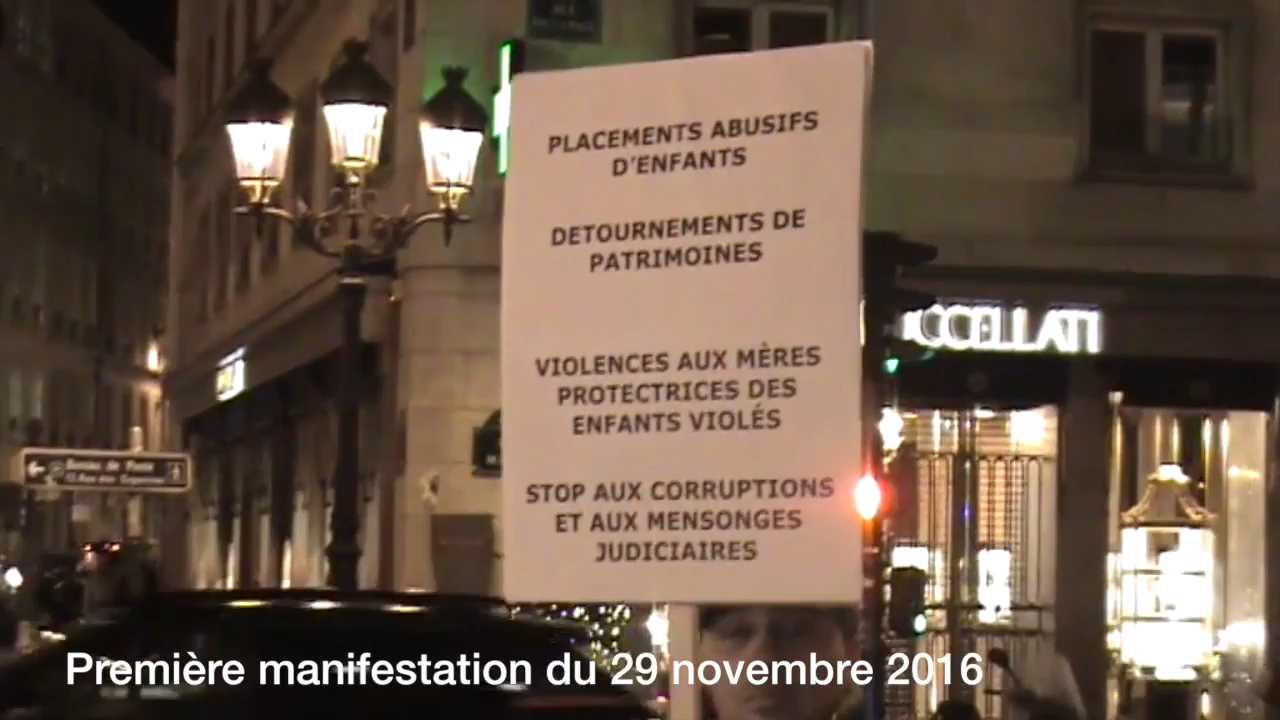 PLACEMENTS ABUSIFS
D'ENFANTS
DETOURNEMENTS DE
PATRIMOINES
VIOLENCES AUX MÈRES
PROTECTRICES DES
ENFANTS VIOLÉS
STOP AUX CORRUPTIONS
ET AUX MENSONGES
JUDICIAIRES
CCELLATI
Première manifestation du 29 novembre 2016